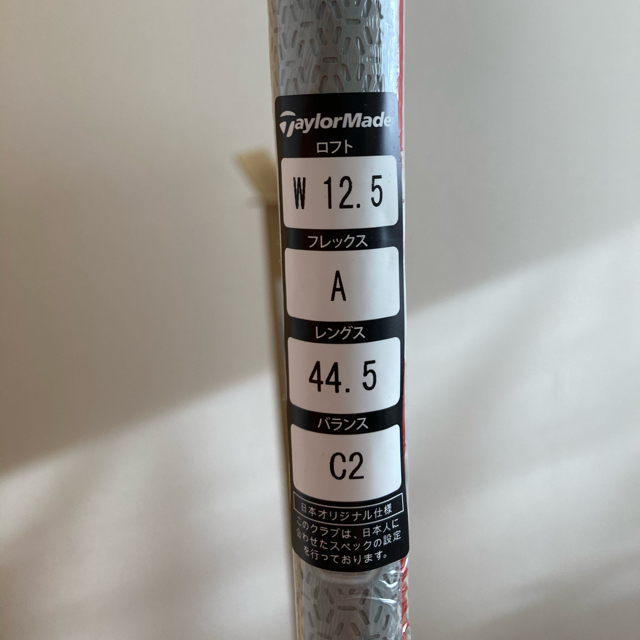 TaylorMade
ロフト
W 12.5
フレックス
A
レングス
44.5
バランス
C2
日本オリジナル仕様
このクラブは、日本人に
合わせたスペックの設定
を行っております。